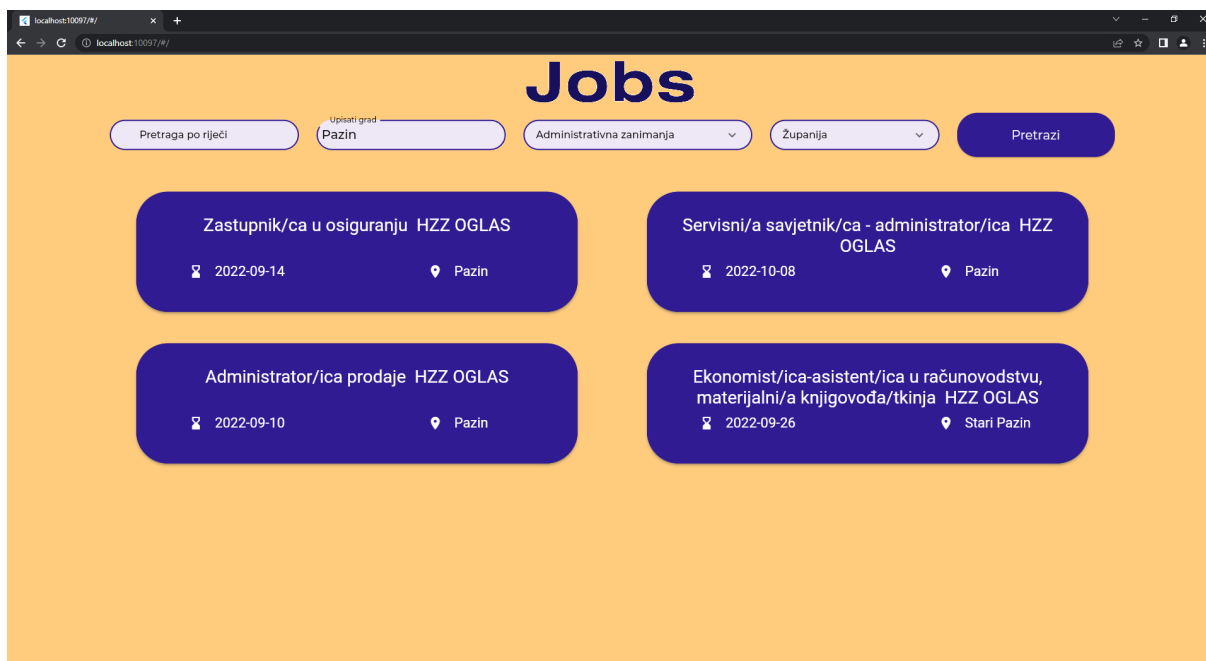 localhost:10097/#/
localhost:10097/#/
Jobs
Pretraga po riječi
Upisati grad
Pazin
Administrativna zanimanja
Županija
Pretrazi
Zastupnik/ca u osiguranju HZZ OGLAS
2022-09-14 Pazin
Servisni/a savjetnik/ca - administrator/ica HZZ
OGLAS
2022-10-08 Pazin
Administrator/ica prodaje HZZ OGLAS
2022-09-10 Pazin
Ekonomist/ica-asistent/ica u računovodstvu,
materijalni/a knjigovođa/tkinja HZZ OGLAS
2022-09-26 Stari Pazin